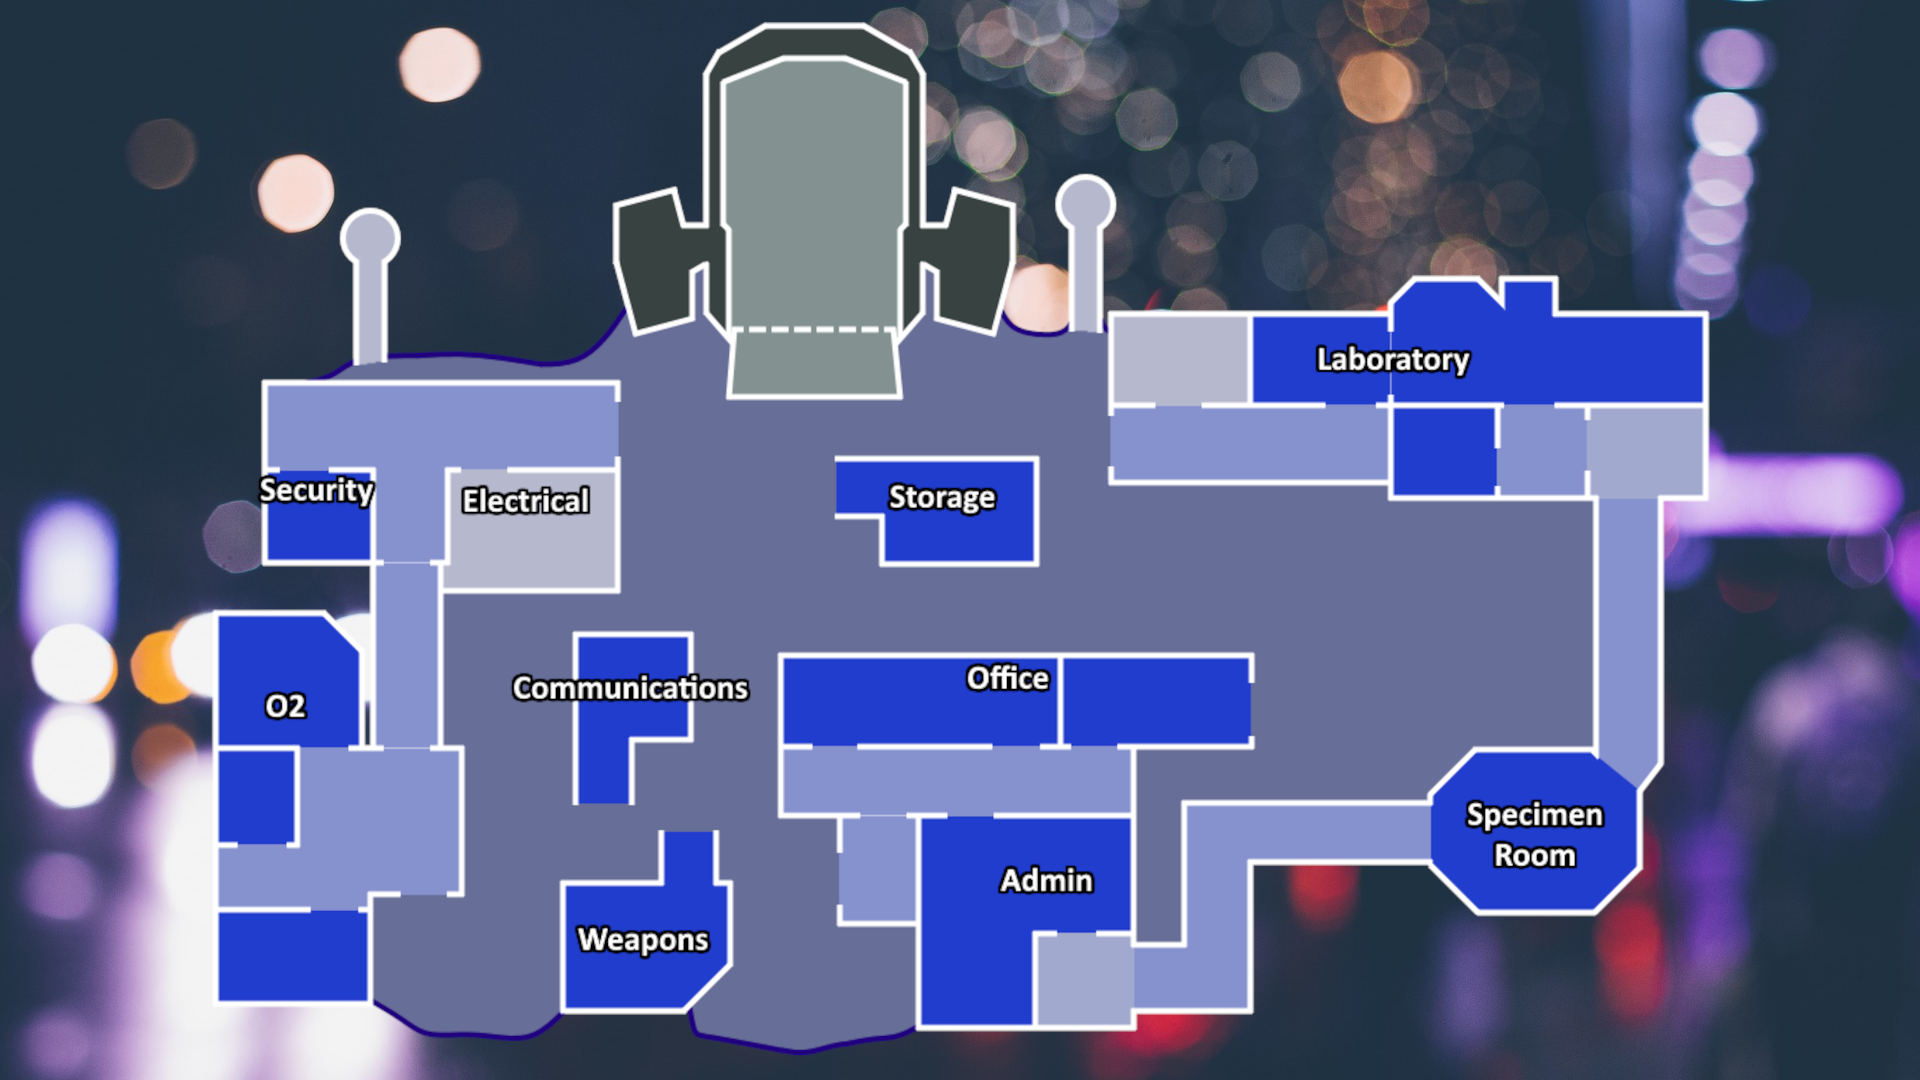 Laboratory
Security
Electrical
Storage
Communications
Office
O2
Specimen
Room
Admin
Weapons